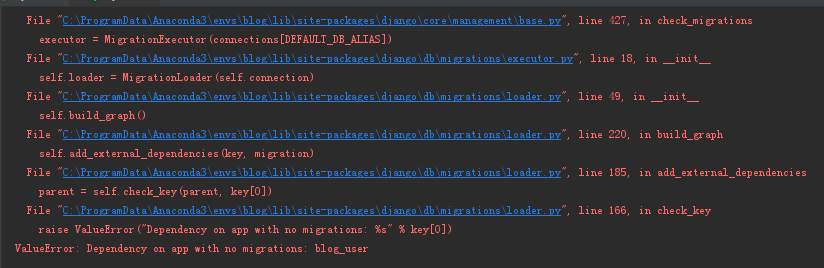 File "C:\ProgramData\Anaconda3\envs\blog\lib\site-packages\django\core\management\base.py", line 427, in check_migrations
executor = MigrationExecutor(connections[DEFAULT_DB_ALIAS])
File "C:\ProgramData\Anaconda3\envs\blog\lib\site-packages\django\db\migrations\executor.py", line 18, in __init__
self.loader = MigrationLoader(self.connection)
File "C:\ProgramData\Anaconda3\envs\blog\lib\site-packages\django\db\migrations\loader.py", line 49, in __init__
self.build_graph()
File "C:\ProgramData\Anaconda3\envs\blog\lib\site-packages\django\db\migrations\loader.py", line 220, in build_graph
self.add_external_dependencies(key, migration)
File "C:\ProgramData\Anaconda3\envs\blog\lib\site-packages\django\db\migrations\loader.py", line 185, in add_external_dependencies
parent = self.check_key(parent, key[0])
File "C:\ProgramData\Anaconda3\envs\blog\lib\site-packages\django\db\migrations\loader.py", line 166, in check_key
raise ValueError("Dependency on app with no migrations: %s" % key[0])
ValueError: Dependency on app with no migrations: blog_user